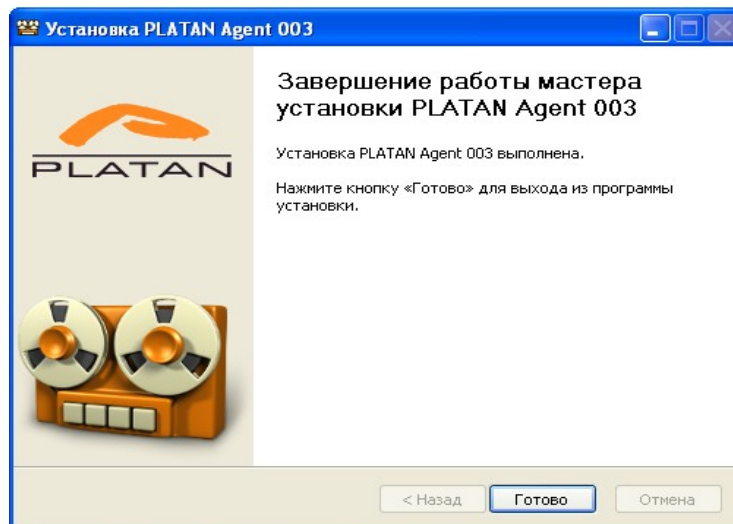 Установка PLATAN Agent 003
Завершение работы мастера
установки PLATAN Agent 003
PLATAN
Установка PLATAN Agent 003 выполнена.
Нажмите кнопку «Готово» для выхода из программы
установки.
< Назад
Готово
Отмена